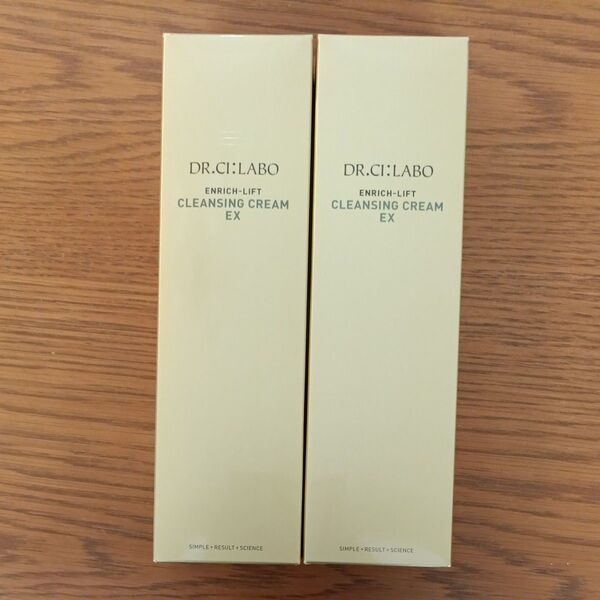 DR.CI:LABO
ENRICH-LIFT
CLEANSING CREAM
EX
SIMPLE+RESULT+SCIENCE
DR.CI:LABO
ENRICH-LIFT
CLEANSING CREAM
EX
SIMPLE+RESULT+SCIENCE